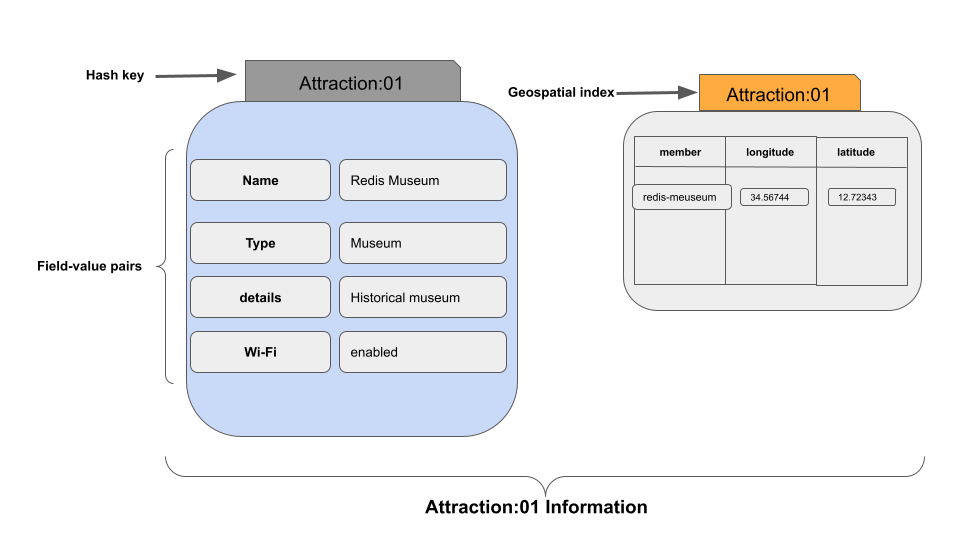 Hash key
Attraction:01
Geospatial index
Attraction:01
Field-value pairs
Name
Redis Museum
Type
Museum
details
Historical museum
Wi-Fi
enabled
member
longitude
latitude
redis-meuseum
34.56744
12.72343
Attraction:01 Information